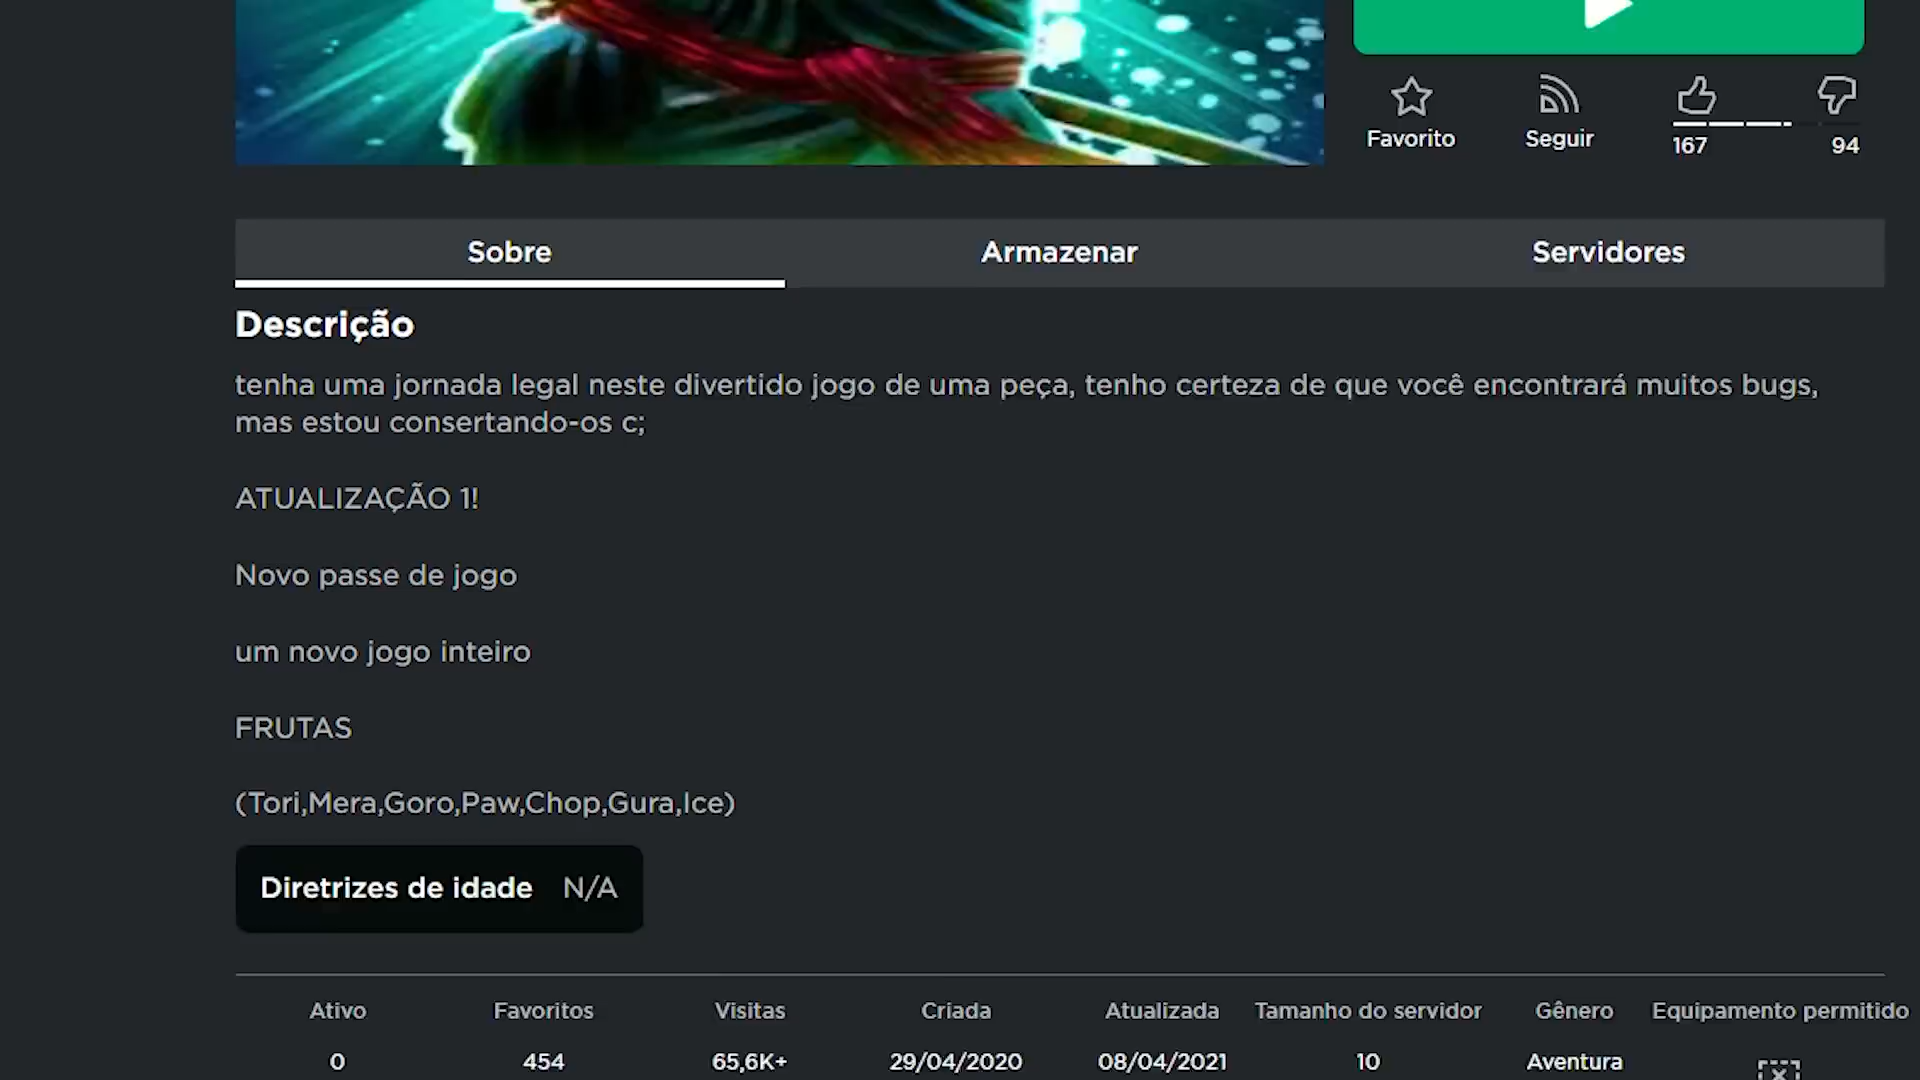 Favorito
Seguir
167
94
Sobre
Armazenar
Servidores
Descrição
tenha uma jornada legal neste divertido jogo de uma peça, tenho certeza de que você encontrará muitos bugs,
mas estou consertando-os c;
ATUALIZAÇÃO 1!
Novo passe de jogo
um novo jogo inteiro
FRUTAS
(Tori,Mera,Goro,Paw,Chop,Gura,Ice)
Diretrizes de idade N/A
Ativo Favoritos Visitas Criada Atualizada Tamanho do servidor Gênero Equipamento permitido
0 454 65,6K+ 29/04/2020 08/04/2021 10 Aventura